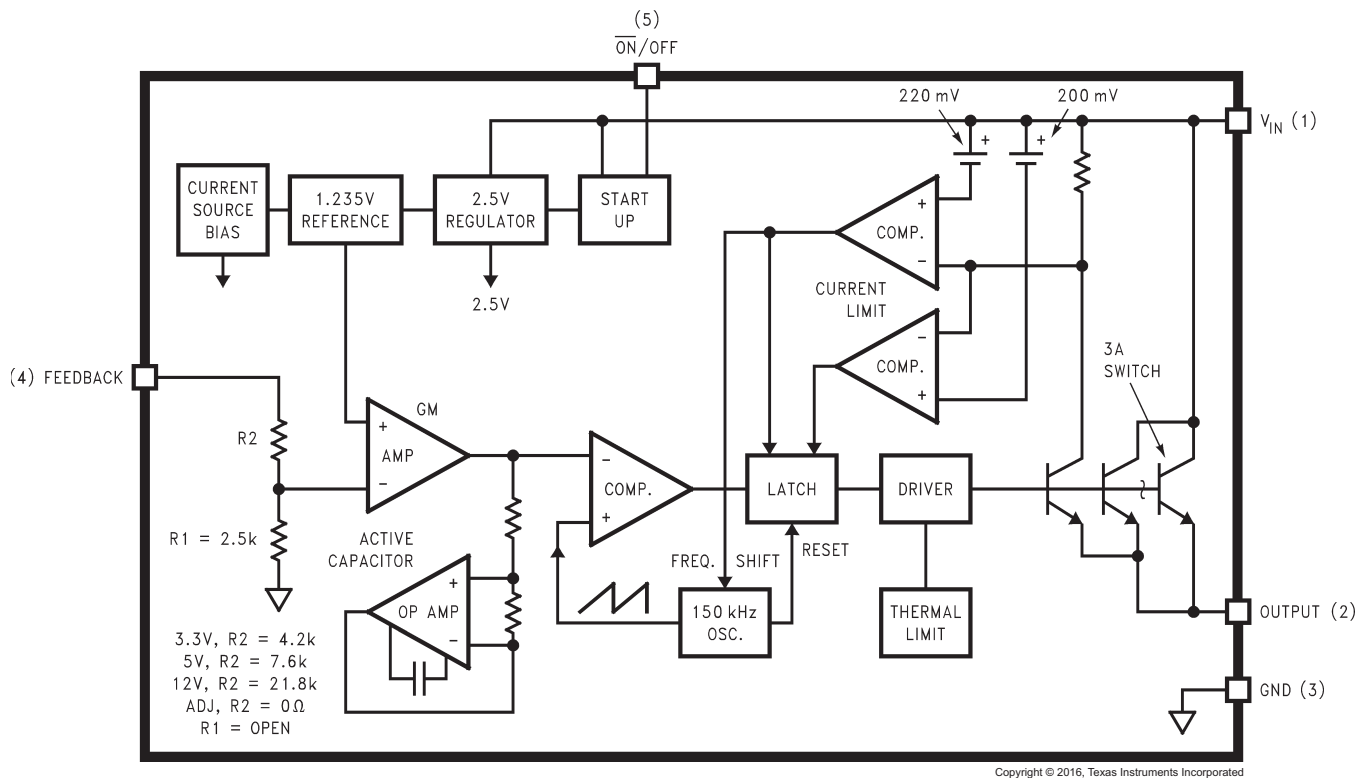 (5)
ON/OFF
220 mV
200 mV
V_IN (1)
CURRENT
SOURCE
BIAS
1.235V
REFERENCE
2.5V
REGULATOR
START
UP
+
+
+
COMP.
−
2.5V
CURRENT
LIMIT
−
COMP.
+
3A
SWITCH
(4) FEEDBACK
GM
R2
+
AMP
−
−
COMP.
+
LATCH
DRIVER
R1 = 2.5k
ACTIVE
CAPACITOR
FREQ. SHIFT
RESET
+
OP AMP
−
150 kHz
OSC.
THERMAL
LIMIT
OUTPUT (2)
3.3V, R2 = 4.2k
5V, R2 = 7.6k
12V, R2 = 21.8k
ADJ, R2 = 0Ω
R1 = OPEN
GND (3)
Copyright © 2016, Texas Instruments Incorporated